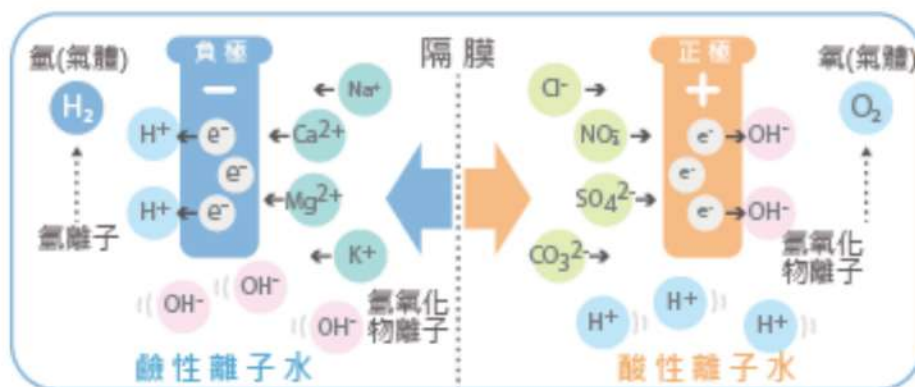 氫(氣體)
H₂
負極
−
H⁺
e⁻
e⁻
H⁺
e⁻
氫離子
Na⁺
Ca²⁺
Mg²⁺
K⁺
OH⁻
OH⁻
OH⁻
氫氧化
物離子
鹼性離子水
隔膜
Cl⁻
NO₃⁻
SO₄²⁻
CO₃²⁻
正極
+
e⁻
OH⁻
e⁻
e⁻
OH⁻
氧(氣體)
O₂
氫氧化
物離子
H⁺
H⁺
H⁺
酸性離子水